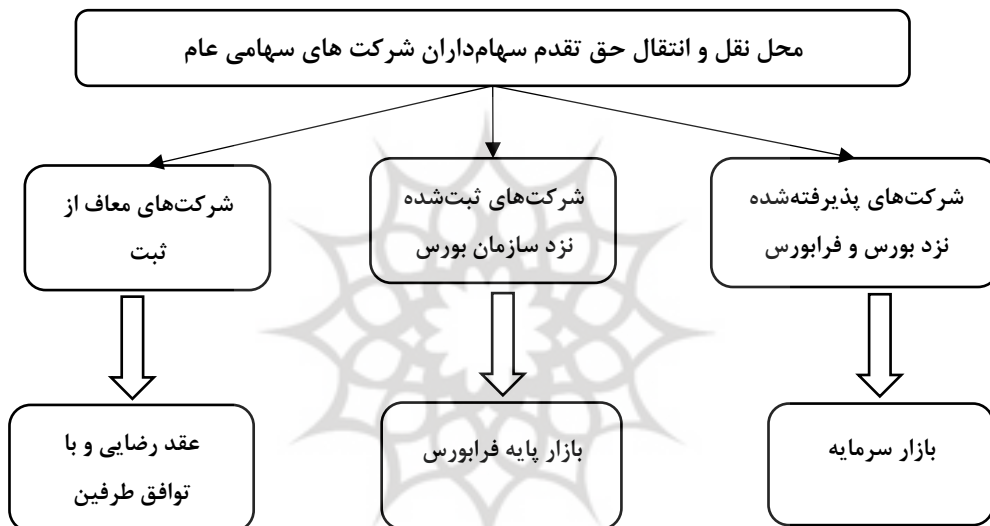 محل نقل و انتقال حق تقدم سهام‌داران شرکت های سهامی عام
شرکت‌های پذیرفته‌شده
نزد بورس و فرابورس
شرکت‌های ثبت‌شده
نزد سازمان بورس
شرکت‌های معاف از
ثبت
بازار سرمایه
بازار پایه فرابورس
عقد رضایی و با
توافق طرفین